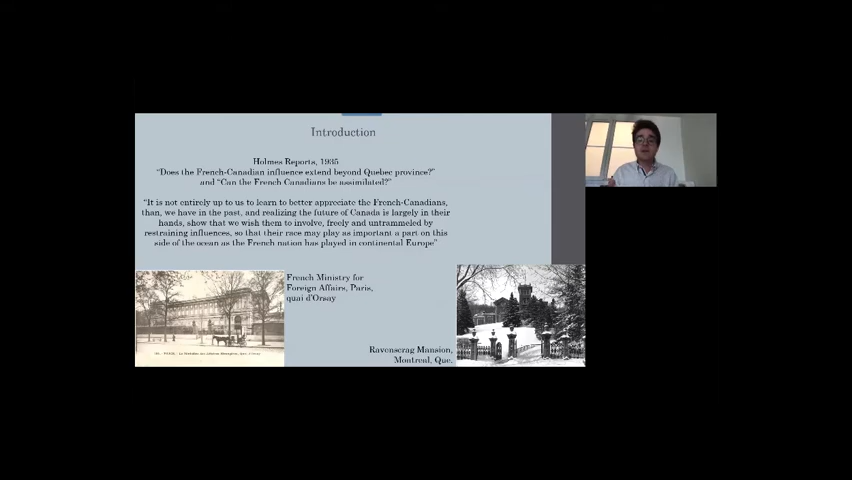 Introduction
Holmes Reports, 1935
"Does the French-Canadian influence extend beyond Quebec province?"
and "Can the French Canadians be assimilated?"
"It is not entirely up to us to learn to better appreciate the French-Canadians,
than, we have in the past, and realizing the future of Canada is largely in their
hands, show that we wish them to involve, freely and untrammeled by
restraining influences, so that their race may play as important a part on this
side of the ocean as the French nation has played in continental Europe"
French Ministry for
Foreign Affairs, Paris,
quai d'Orsay
Ravenscrag Mansion,
Montreal, Que.